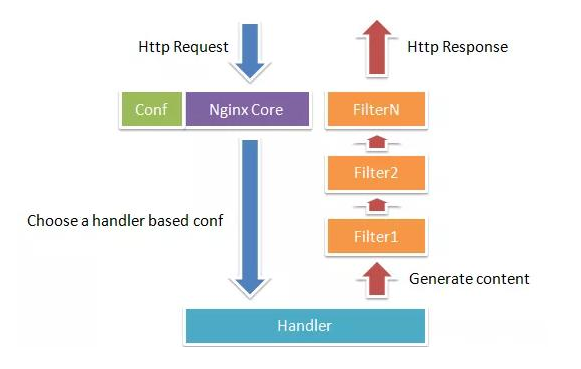 Http Request
Http Response
Conf
Nginx Core
FilterN
Filter2
Choose a handler based conf
Filter1
Generate content
Handler